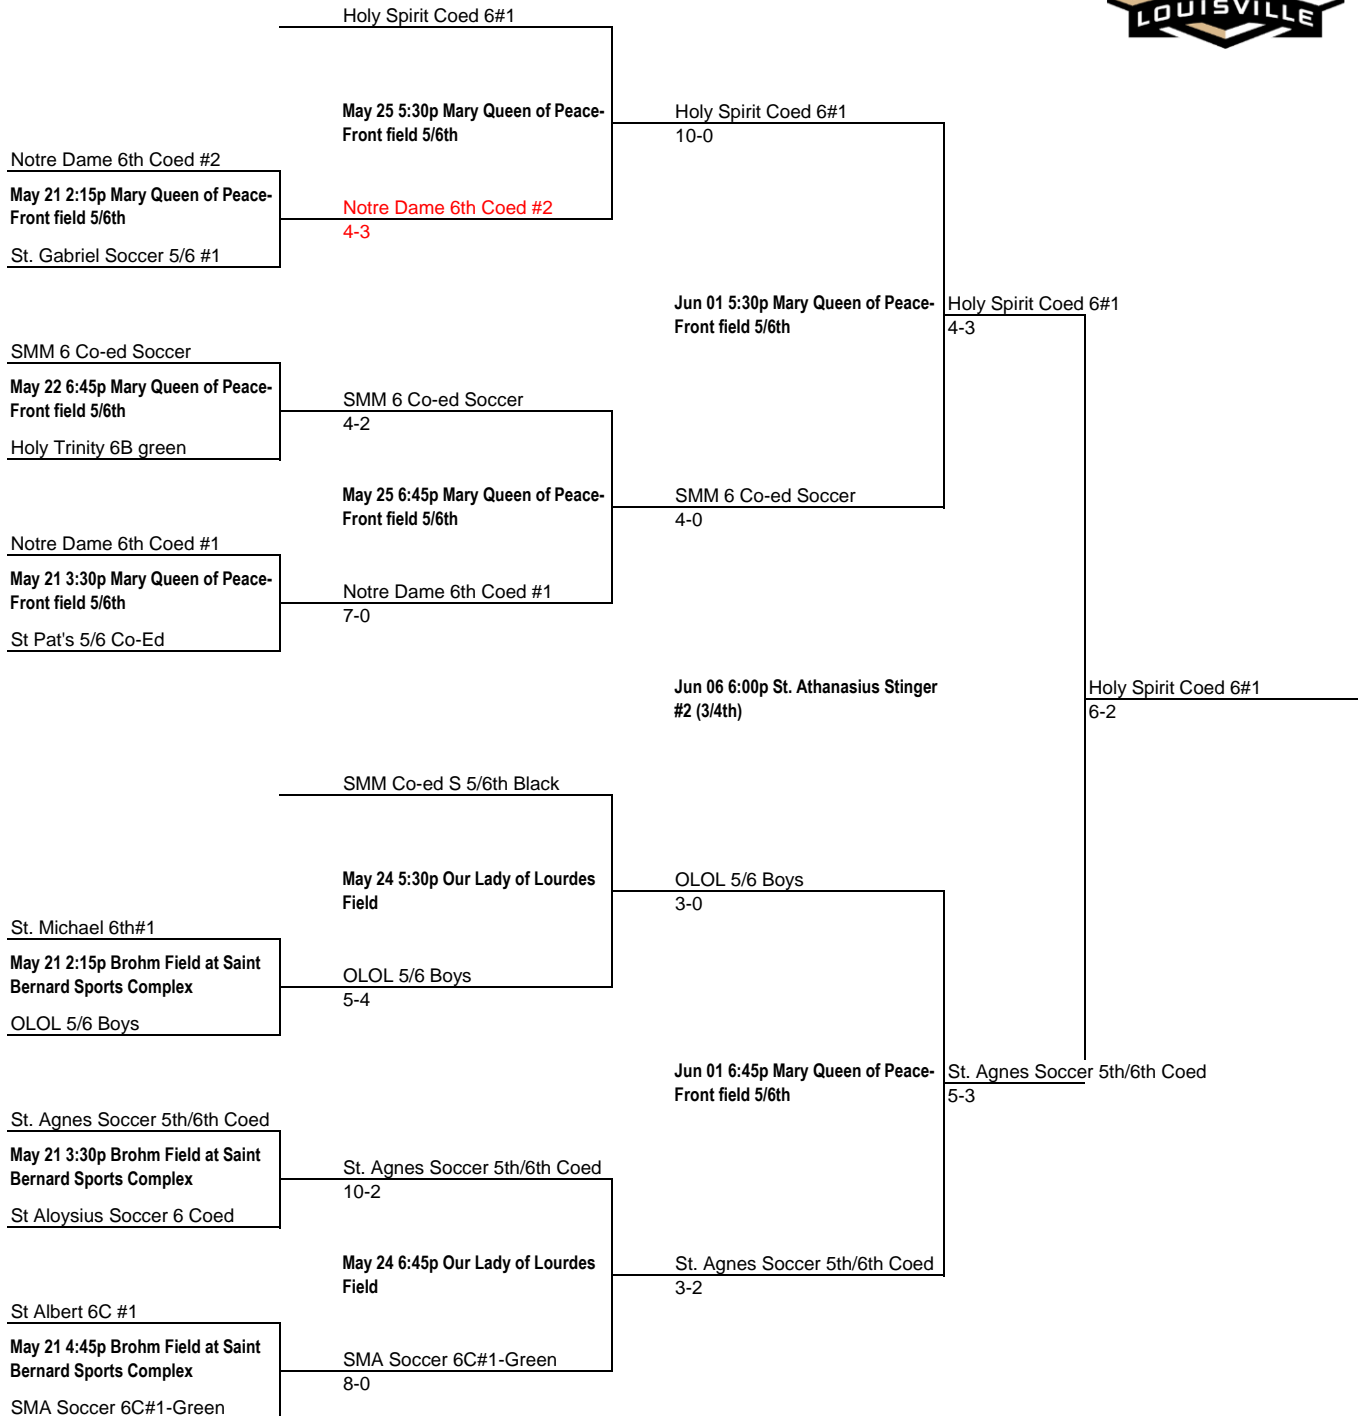 LOUISVILLE
Holy Spirit Coed 6#1
May 25 5:30p Mary Queen of Peace-
Front field 5/6th
Holy Spirit Coed 6#1
10-0
Notre Dame 6th Coed #2
May 21 2:15p Mary Queen of Peace-
Front field 5/6th
Notre Dame 6th Coed #2
4-3
St. Gabriel Soccer 5/6 #1
Jun 01 5:30p Mary Queen of Peace-
Front field 5/6th
Holy Spirit Coed 6#1
4-3
SMM 6 Co-ed Soccer
May 22 6:45p Mary Queen of Peace-
Front field 5/6th
SMM 6 Co-ed Soccer
4-2
Holy Trinity 6B green
May 25 6:45p Mary Queen of Peace-
Front field 5/6th
SMM 6 Co-ed Soccer
4-0
Notre Dame 6th Coed #1
May 21 3:30p Mary Queen of Peace-
Front field 5/6th
Notre Dame 6th Coed #1
7-0
St Pat's 5/6 Co-Ed
Jun 06 6:00p St. Athanasius Stinger
#2 (3/4th)
Holy Spirit Coed 6#1
6-2
SMM Co-ed S 5/6th Black
May 24 5:30p Our Lady of Lourdes
Field
OLOL 5/6 Boys
3-0
St. Michael 6th#1
May 21 2:15p Brohm Field at Saint
Bernard Sports Complex
OLOL 5/6 Boys
5-4
OLOL 5/6 Boys
Jun 01 6:45p Mary Queen of Peace-
Front field 5/6th
St. Agnes Soccer 5th/6th Coed
5-3
St. Agnes Soccer 5th/6th Coed
May 21 3:30p Brohm Field at Saint
Bernard Sports Complex
St. Agnes Soccer 5th/6th Coed
10-2
St Aloysius Soccer 6 Coed
May 24 6:45p Our Lady of Lourdes
Field
St. Agnes Soccer 5th/6th Coed
3-2
St Albert 6C #1
May 21 4:45p Brohm Field at Saint
Bernard Sports Complex
SMA Soccer 6C#1-Green
8-0
SMA Soccer 6C#1-Green